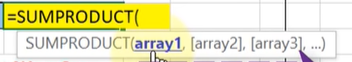 =SUMPRODUCT(
SUMPRODUCT(array1, [array2], [array3], ...)